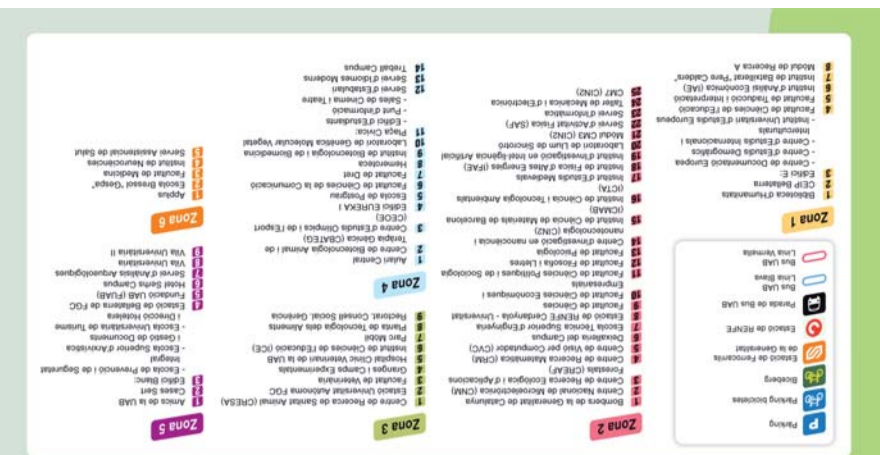 Parking
Parking bicicletes
Biceberg
Estació de Ferrocarrils
de la Generalitat
Estació de RENFE
Parada de Bus UAB
Bus UAB
Línia Blava
Bus UAB
Línia Vermella
Zona 1
1 Biblioteca d'Humanitats
2 CEIP Bellaterra
3 Edifici E:
- Centre de Documentació Europea
- Centre d'Estudis Demogràfics
- Centre d'Estudis Internacionals i
Interculturals
- Institut Universitari d'Estudis Europeus
4 Facultat de Ciències de l'Educació
5 Facultat de Traducció i Interpretació
6 Institut d'Anàlisi Econòmica (IAE)
7 Institut de Batxillerat "Pere Calders"
8 Mòdul de Recerca A
Zona 2
1 Bombers de la Generalitat de Catalunya
2 Centre Nacional de Microelectrònica (CNM)
3 Centre de Recerca Ecològica i d'Aplicacions
Forestals (CREAF)
4 Centre de Recerca Matemàtica (CRM)
5 Centre de Visió per Computador (CVC)
6 Deixalleria del Campus
7 Escola Tècnica Superior d'Enginyeria
8 Estació de RENFE Cerdanyola - Universitat
9 Facultat de Ciències
10 Facultat de Ciències Econòmiques i
Empresarials
11 Facultat de Ciències Polítiques i de Sociologia
12 Facultat de Filosofia i Lletres
13 Facultat de Psicologia
14 Centre d'Investigació en nanociència i
nanotecnologia (CIN2)
15 Institut de Ciència de Materials de Barcelona
(ICMAB)
16 Institut de Ciència i Tecnologia Ambientals
(ICTA)
17 Institut d'Estudis Medievals
18 Institut de Física d'Altes Energies (IFAE)
19 Institut d'Investigació en Intel·ligència Artificial
20 Laboratori de Llum de Sincrotró
21 Mòdul CM3 (CIN2)
22 Servei d'Activitat Física (SAF)
23 Servei d'Informàtica
24 Taller de Mecànica i d'Electrònica
25 CM7 (CIN2)
Zona 3
1 Centre de Recerca de Sanitat Animal (CRESA)
2 Estació Universitat Autònoma FGC
3 Facultat de Veterinària
4 Granges i Camps Experimentals
5 Hospital Clínic Veterinari de la UAB
6 Institut de Ciències de l'Educació (ICE)
7 Parc Mòbil
8 Planta de Tecnologia dels Aliments
9 Rectorat. Consell Social. Gerència
Zona 4
1 Aulari Central
2 Centre de Biotecnologia Animal i de
Teràpia Gènica (CBATEG)
3 Centre d'Estudis Olímpics i de l'Esport
(CEOE)
4 Edifici EUREKA I
5 Escola de Postgrau
6 Facultat de Ciències de la Comunicació
7 Facultat de Dret
8 Hemeroteca
9 Institut de Biotecnologia i de Biomedicina
10 Laboratori de Genètica Molecular Vegetal
11 Plaça Cívica:
- Edifici d'Estudiants
- Punt d'Informació
- Sales de Cinema i Teatre
12 Servei d'Estabulari
13 Servei d'Idiomes Moderns
14 Treball Campus
Zona 5
1 Amics de la UAB
2 Cases Sert
3 Edifici Blanc:
- Escola de Prevenció i de Seguretat
Integral
- Escola Superior d'Arxivística
i Gestió de Documents
- Escola Universitària de Turisme
i Direcció Hotelera
4 Estació de Bellaterra de FGC
5 Fundació UAB (FUAB)
6 Hotel Serhs Campus
7 Servei d'Anàlisis Arqueològiques
8 Vila Universitària
9 Vila Universitària II
Zona 6
1 Applus
2 Escola Bressol "Gespa"
3 Facultat de Medicina
4 Institut de Neurociències
5 Servei Assistencial de Salut